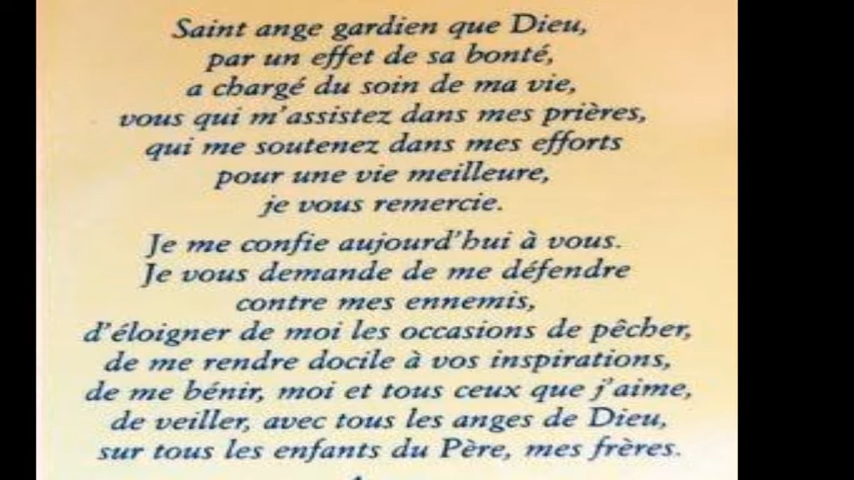 Saint ange gardien que Dieu,
par un effet de sa bonté,
a chargé du soin de ma vie,
vous qui m'assistez dans mes prières,
qui me soutenez dans mes efforts
pour une vie meilleure,
je vous remercie.
Je me confie aujourd'hui à vous.
Je vous demande de me défendre
contre mes ennemis,
d'éloigner de moi les occasions de pêcher,
de me rendre docile à vos inspirations,
de me bénir, moi et tous ceux que j'aime,
de veiller, avec tous les anges de Dieu,
sur tous les enfants du Père, mes frères.